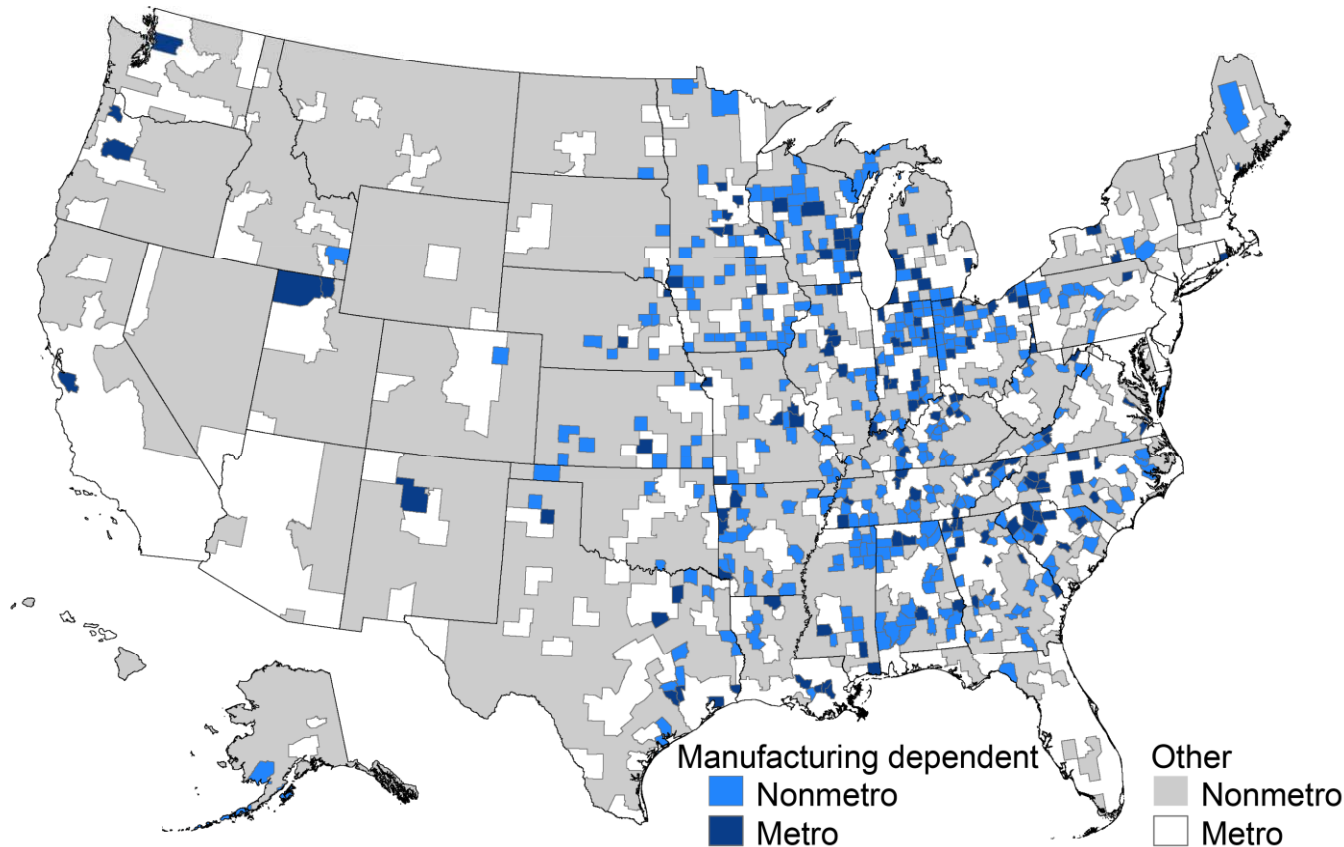 Manufacturing dependent
Nonmetro
Metro
Other
Nonmetro
Metro